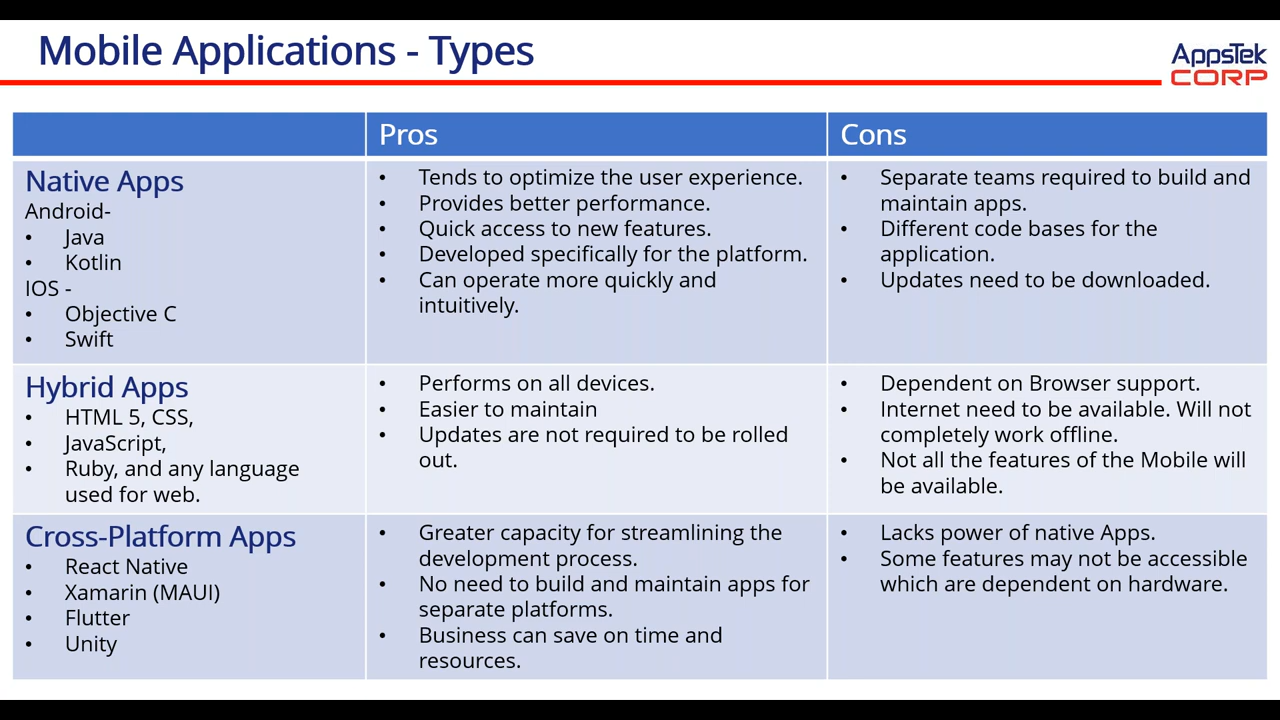 Mobile Applications - Types
AppsTek
CORP
Pros
Cons
Native Apps
Android-
• Java
• Kotlin
IOS -
• Objective C
• Swift
• Tends to optimize the user experience.
• Provides better performance.
• Quick access to new features.
• Developed specifically for the platform.
• Can operate more quickly and
intuitively.
• Separate teams required to build and
maintain apps.
• Different code bases for the
application.
• Updates need to be downloaded.
Hybrid Apps
• HTML 5, CSS,
• JavaScript,
• Ruby, and any language
used for web.
• Performs on all devices.
• Easier to maintain
• Updates are not required to be rolled
out.
• Dependent on Browser support.
• Internet need to be available. Will not
completely work offline.
• Not all the features of the Mobile will
be available.
Cross-Platform Apps
• React Native
• Xamarin (MAUI)
• Flutter
• Unity
• Greater capacity for streamlining the
development process.
• No need to build and maintain apps for
separate platforms.
• Business can save on time and
resources.
• Lacks power of native Apps.
• Some features may not be accessible
which are dependent on hardware.